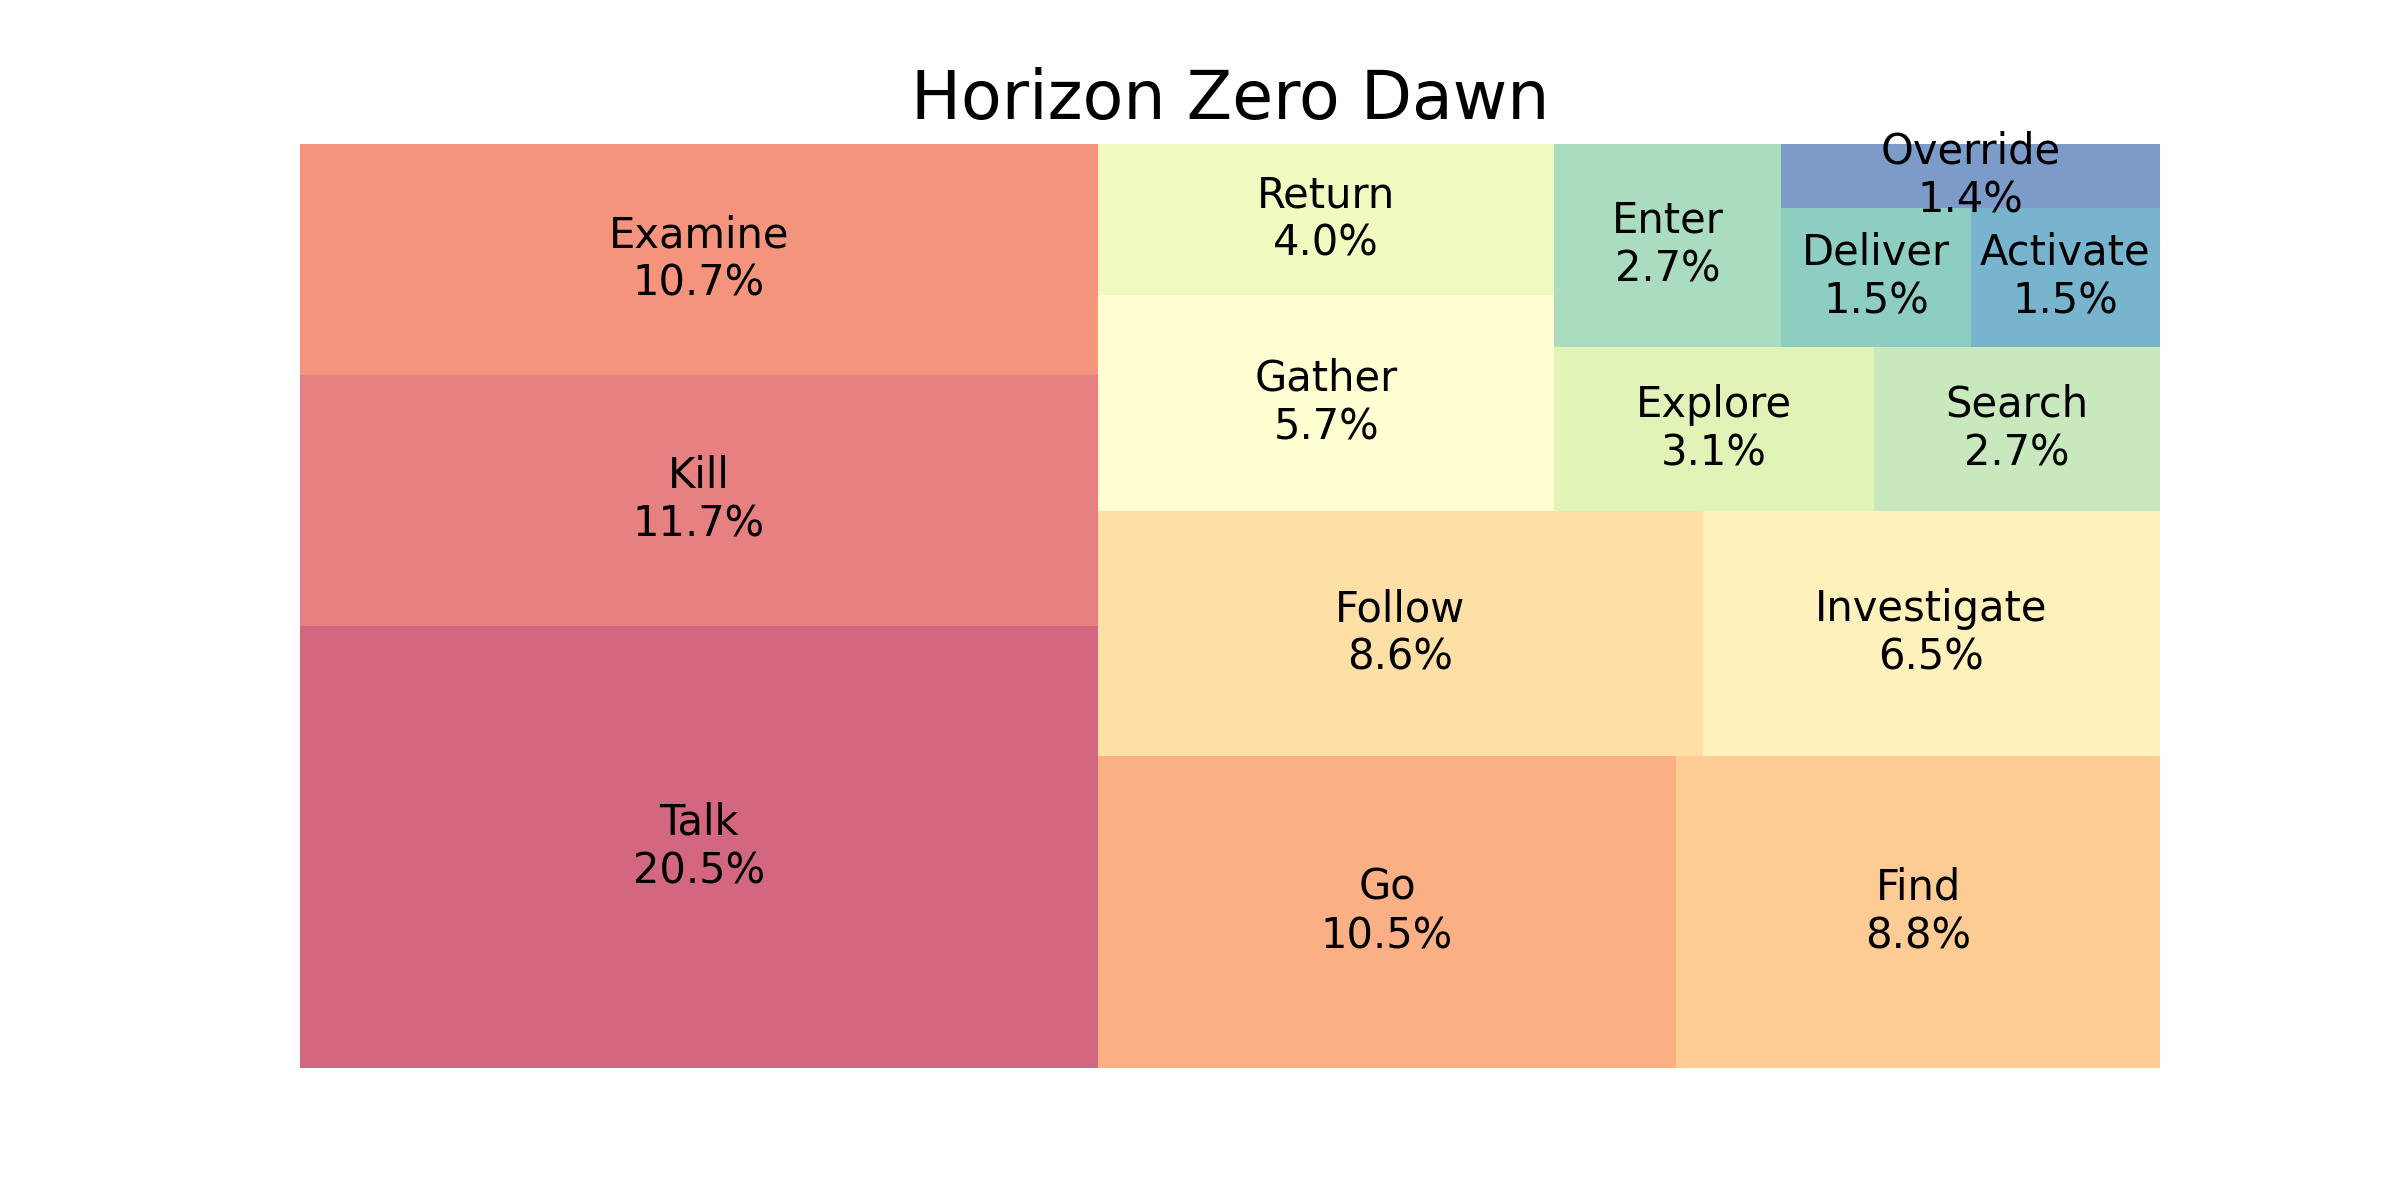 Horizon Zero Dawn
Examine
10.7%
Kill
11.7%
Talk
20.5%
Return
4.0%
Gather
5.7%
Enter
2.7%
Override
1.4%
Deliver
1.5%
Activate
1.5%
Explore
3.1%
Search
2.7%
Follow
8.6%
Investigate
6.5%
Go
10.5%
Find
8.8%